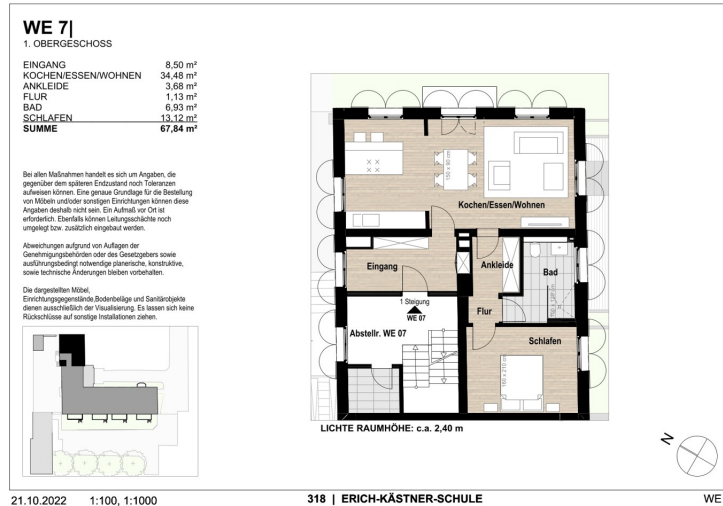 WE 7|
1. OBERGESCHOSS
EINGANG 8,50 m²
KOCHEN/ESSEN/WOHNEN 34,48 m²
ANKLEIDE 3,68 m²
FLUR 1,13 m²
BAD 6,93 m²
SCHLAFEN 13,12 m²
SUMME 67,84 m²
Bei allen Maßnahmen handelt es sich um Angaben, die
gegenüber dem späteren Endzustand noch Toleranzen
aufweisen können. Eine genaue Grundlage für die Bestellung
von Möbeln und/oder sonstigen Einrichtungen können diese
Angaben deshalb nicht sein. Ein Aufmaß vor Ort ist
erforderlich. Ebenfalls können Leitungsschächte noch
umgelegt bzw. zusätzlich eingebaut werden.
Abweichungen aufgrund von Auflagen der
Genehmigungsbehörden oder des Gesetzgebers sowie
ausführungsbedingt notwendige planerische, konstruktive,
sowie technische Änderungen bleiben vorbehalten.
Die dargestellten Möbel,
Einrichtungsgegenstände,Bodenbeläge und Sanitärobjekte
dienen ausschließlich der Visualisierung. Es lassen sich keine
Rückschlüsse auf sonstige Installationen ziehen.
150 x 90 cm
Kochen/Essen/Wohnen
Eingang
Ankleide
Bad
1 Steigung
WE 07
Flur
Abstellr. WE 07
Schlafen
180 x 210 cm
LICHTE RAUMHÖHE: c.a. 2,40 m
N
21.10.2022 1:100, 1:1000 318 | ERICH-KÄSTNER-SCHULE WE